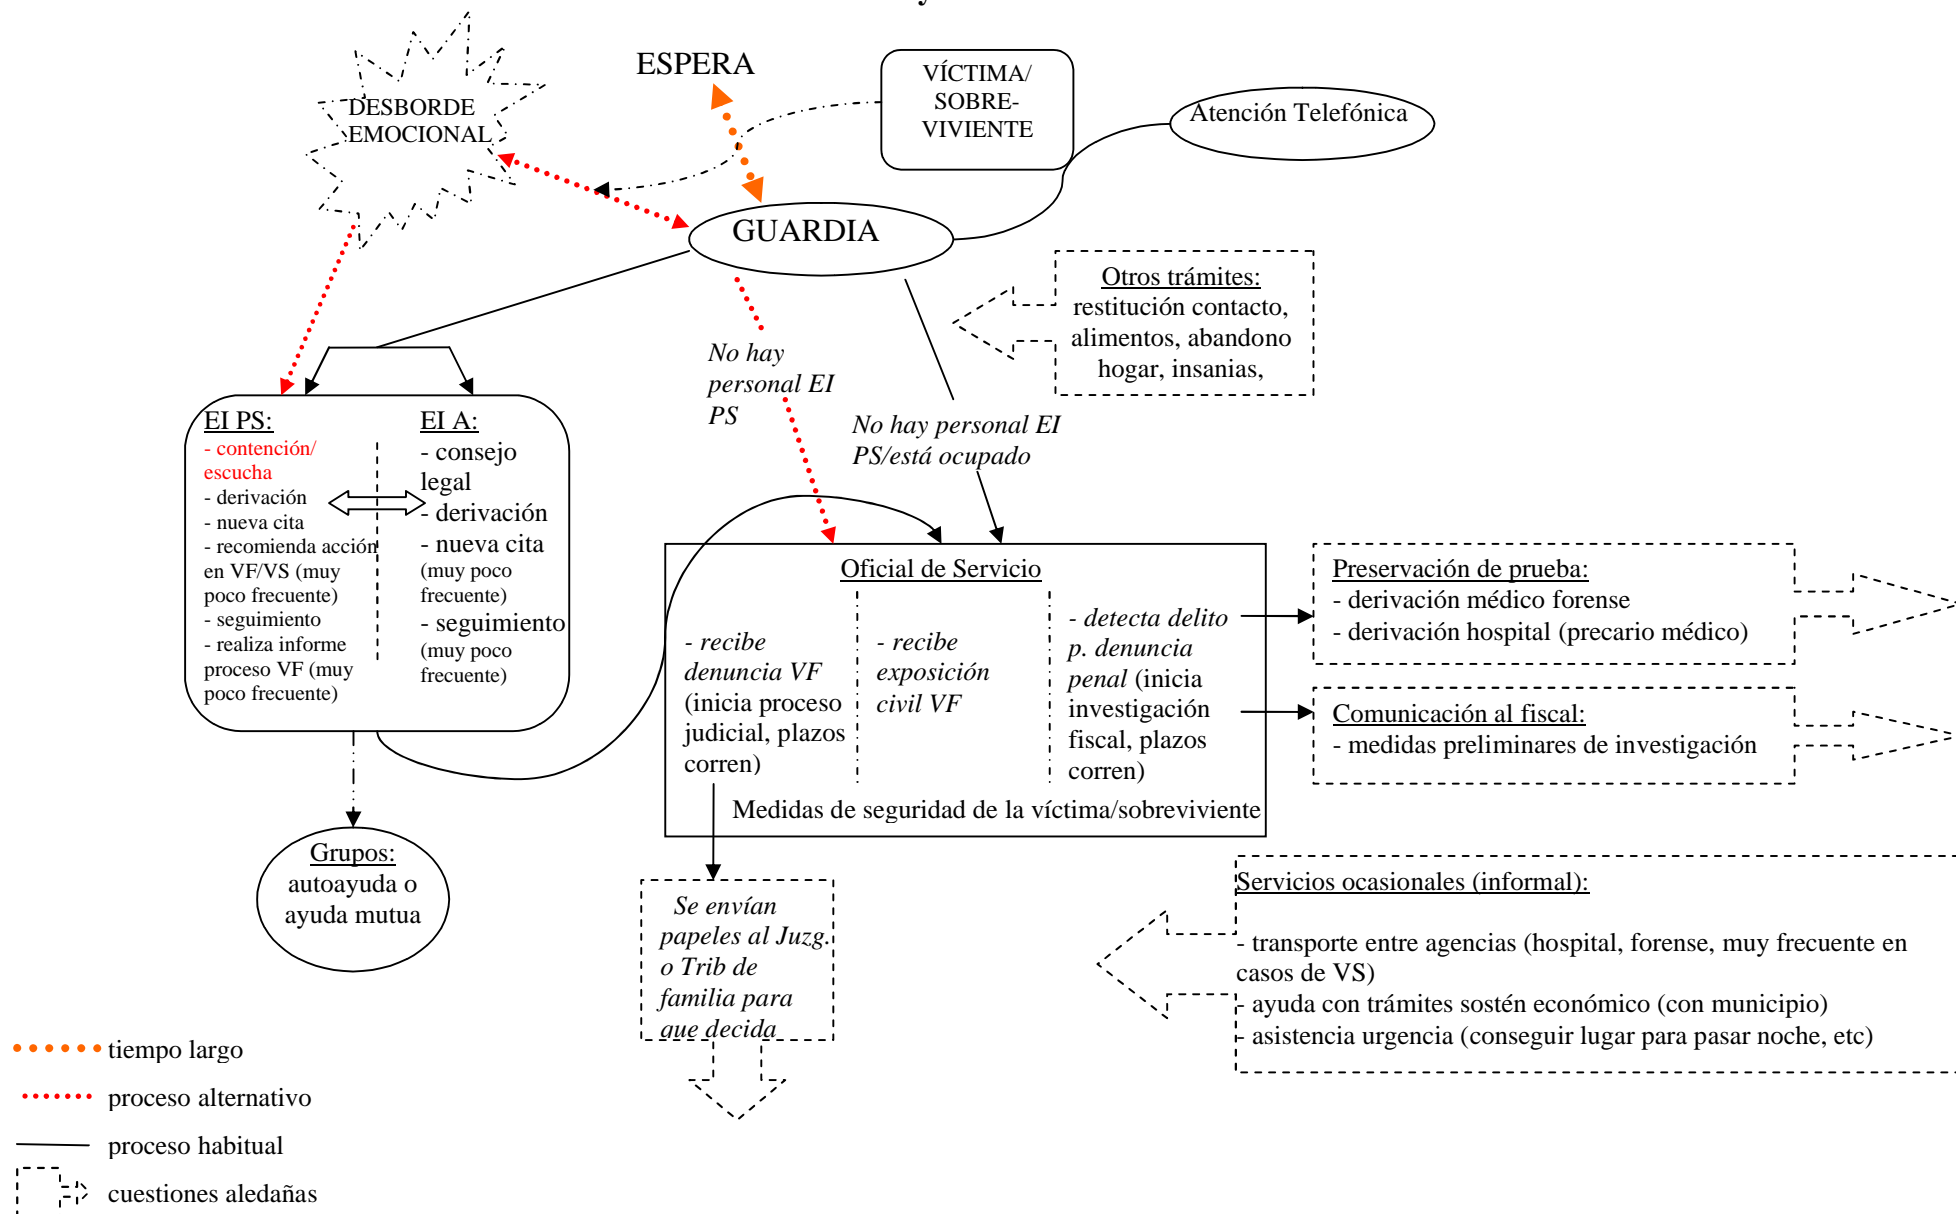 ESPERA
VÍCTIMA/
SOBRE-
VIVIENTE
Atención Telefónica
DESBORDE
EMOCIONAL
GUARDIA
Otros trámites:
restitución contacto,
alimentos, abandono
hogar, insanias,
No hay
personal EI
PS
No hay personal EI
PS/está ocupado
EI PS:
- contención/
escucha
- derivación
- nueva cita
- recomienda acción
en VF/VS (muy
poco frecuente)
- seguimiento
- realiza informe
proceso VF (muy
poco frecuente)
EI A:
- consejo
legal
- derivación
- nueva cita
(muy poco
frecuente)
- seguimiento
(muy poco
frecuente)
Oficial de Servicio
- recibe
denuncia VF
(inicia proceso
judicial, plazos
corren)
- recibe
exposición
civil VF
- detecta delito
p. denuncia
penal (inicia
investigación
fiscal, plazos
corren)
Medidas de seguridad de la víctima/sobreviviente
Preservación de prueba:
- derivación médico forense
- derivación hospital (precario médico)
Comunicación al fiscal:
- medidas preliminares de investigación
Grupos:
autoayuda o
ayuda mutua
Se envían
papeles al Juzg.
o Trib de
familia para
que decida
Servicios ocasionales (informal):
- transporte entre agencias (hospital, forense, muy frecuente en
casos de VS)
- ayuda con trámites sostén económico (con municipio)
- asistencia urgencia (conseguir lugar para pasar noche, etc)
tiempo largo
proceso alternativo
proceso habitual
cuestiones aledañas